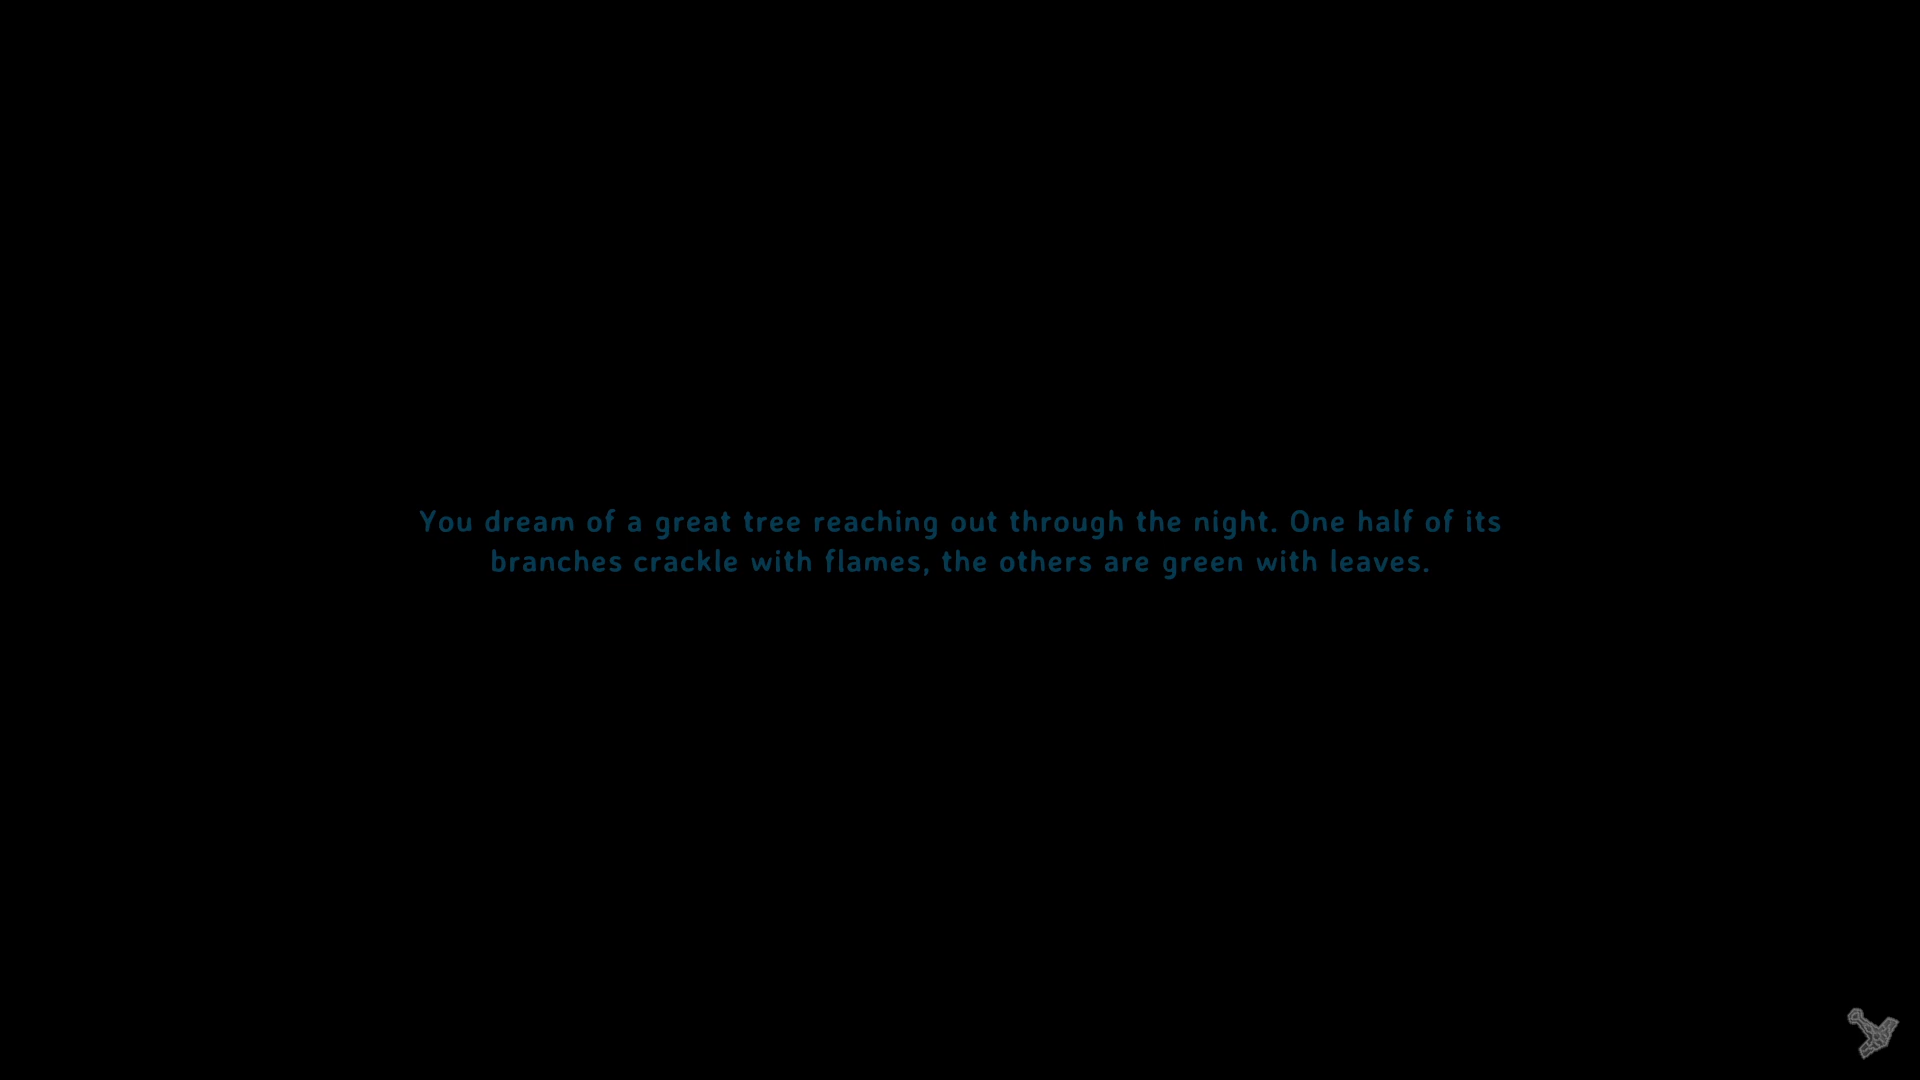 You dream of a great tree reaching out through the night. One half of its
branches crackle with flames, the others are green with leaves.